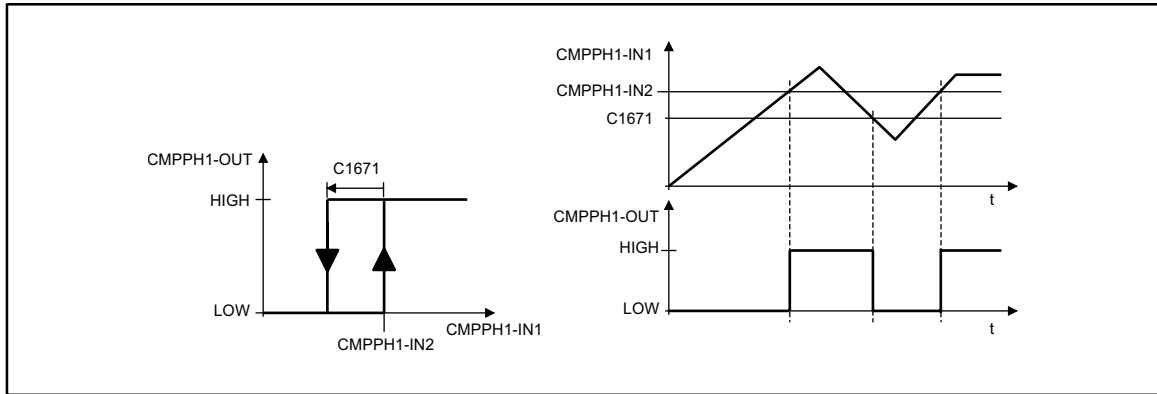 CMPPH1-OUT
C1671
HIGH
LOW
CMPPH1-IN1
CMPPH1-IN2
CMPPH1-IN1
CMPPH1-IN2
C1671
t
CMPPH1-OUT
HIGH
LOW
t